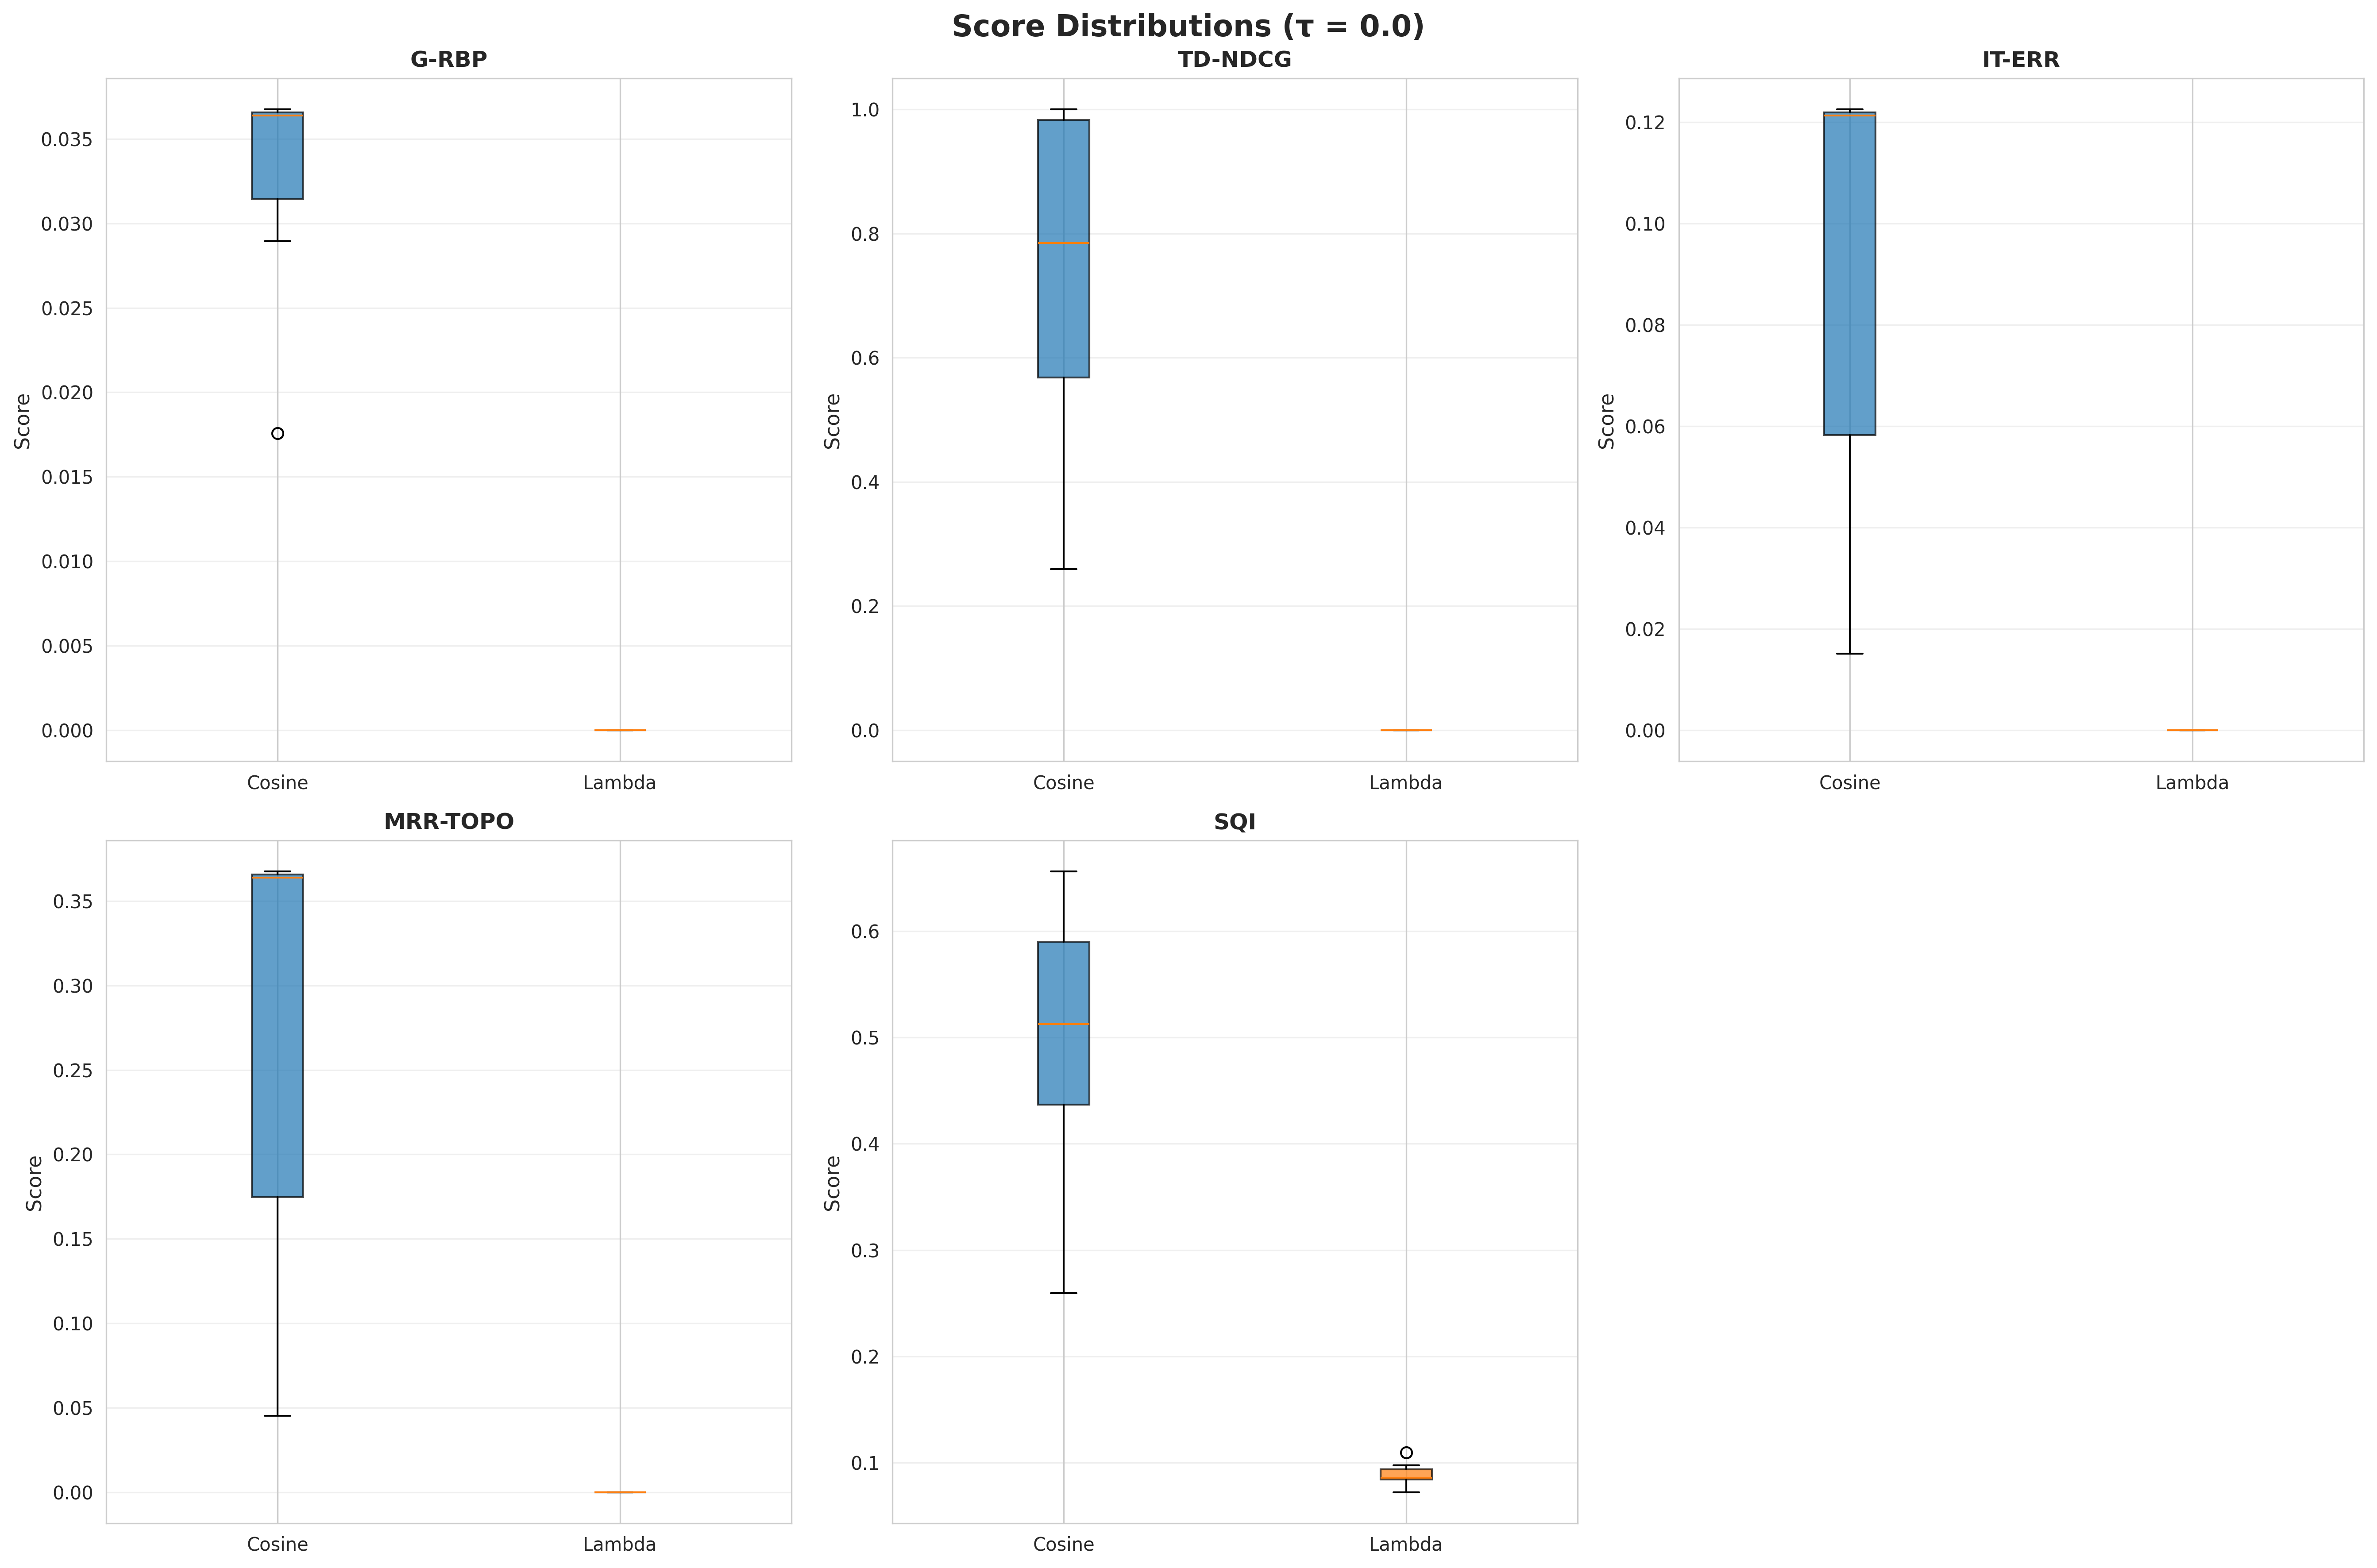 Score Distributions (τ = 0.0)
G-RBP
TD-NDCG
IT-ERR
Score
0.035
0.030
0.025
0.020
0.015
0.010
0.005
0.000
Cosine
Lambda
Score
1.0
0.8
0.6
0.4
0.2
0.0
Cosine
Lambda
Score
0.12
0.10
0.08
0.06
0.04
0.02
0.00
Cosine
Lambda
MRR-TOPO
SQI
Score
0.35
0.30
0.25
0.20
0.15
0.10
0.05
0.00
Cosine
Lambda
Score
0.6
0.5
0.4
0.3
0.2
0.1
Cosine
Lambda